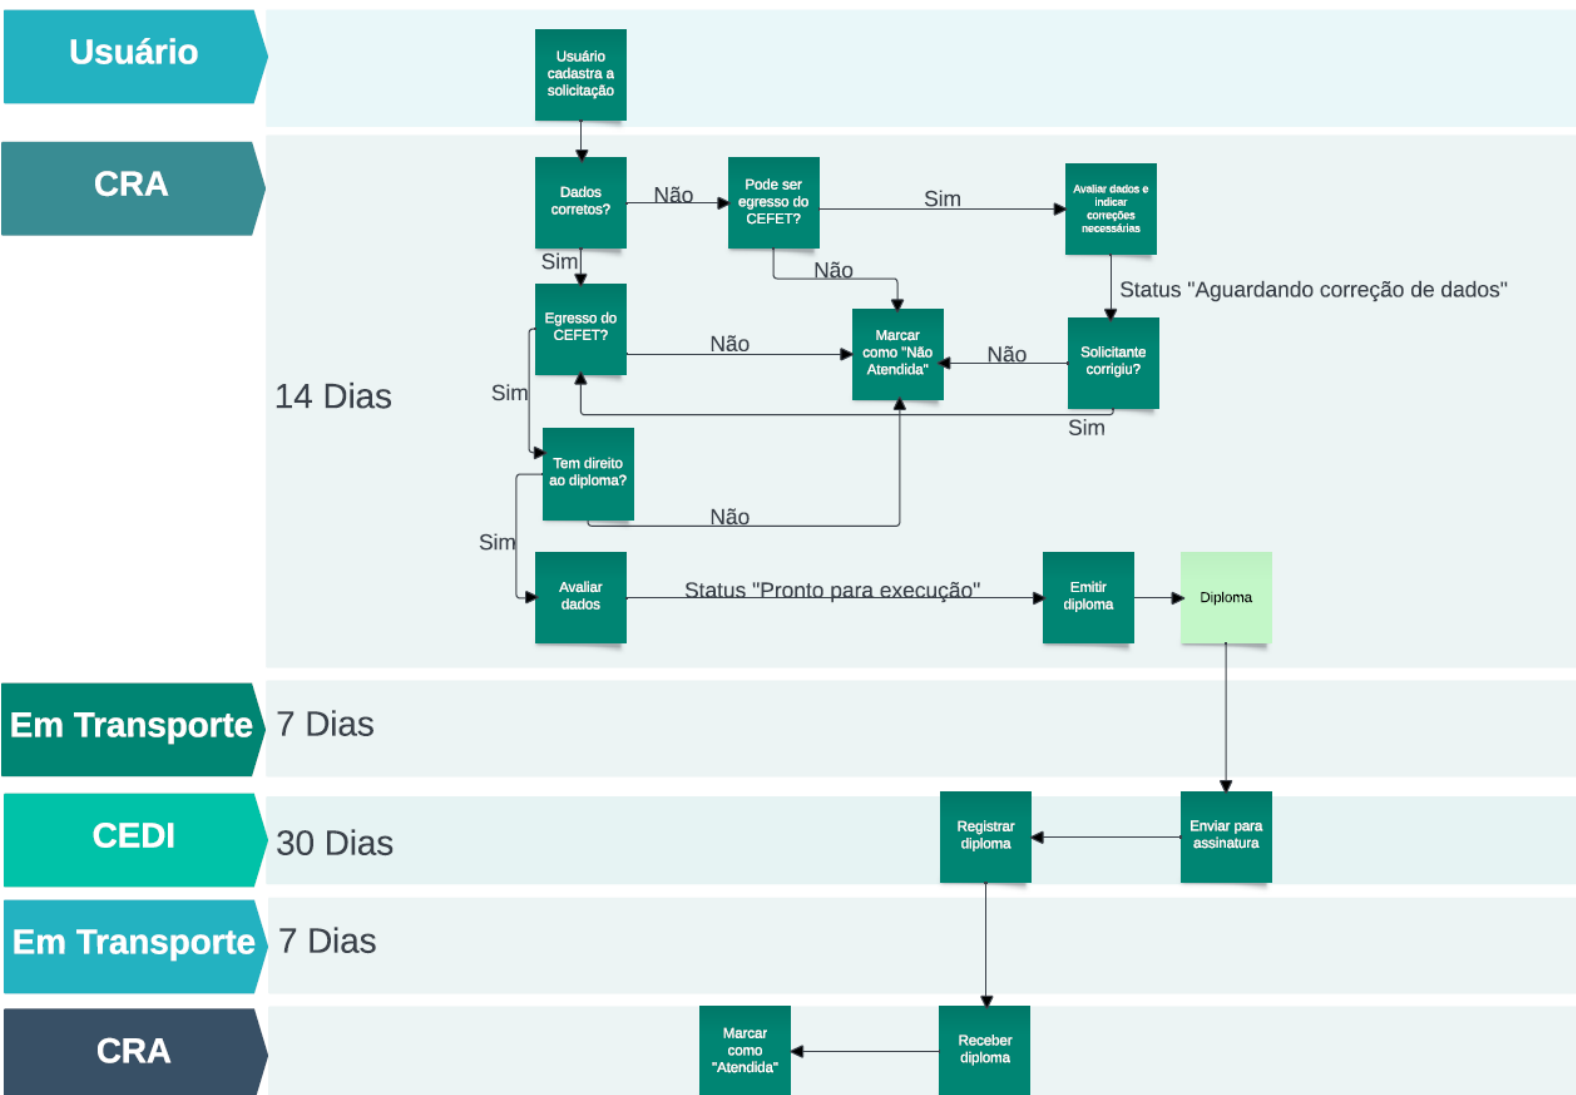 Usuário
Usuário
cadastra a
solicitação
CRA
Dados
corretos?
Não
Pode ser
egresso do
CEFET?
Sim
Avaliar dados e
indicar
correções
necessárias
Sim
Não
Status "Aguardando correção de dados"
Egresso do
CEFET?
Não
Marcar
como "Não
Atendida"
Não
Solicitante
corrigiu?
14 Dias
Sim
Sim
Tem direito
ao diploma?
Não
Sim
Avaliar
dados
Status "Pronto para execução"
Emitir
diploma
Diploma
Em Transporte
7 Dias
CEDI
30 Dias
Registrar
diploma
Enviar para
assinatura
Em Transporte
7 Dias
CRA
Marcar
como
"Atendida"
Receber
diploma